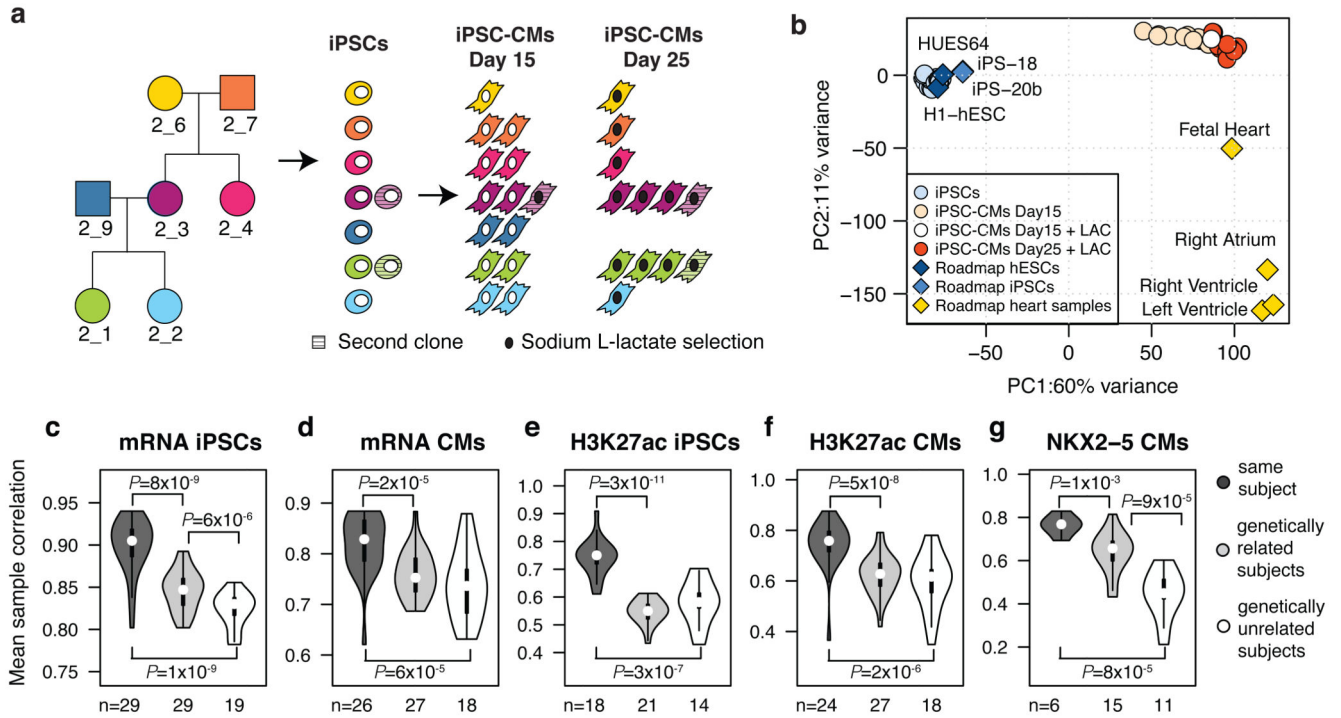 a
iPSCs
iPSC-CMs
Day 15
iPSC-CMs
Day 25
2_6
2_7
2_9
2_3
2_4
2_1
2_2
Second clone
Sodium L-lactate selection
b
PC2:11% variance
0
−50
−100
−150
HUES64
iPS−18
iPS−20b
H1−hESC
Fetal Heart
Right Atrium
Right Ventricle
Left Ventricle
iPSCs
iPSC-CMs Day15
iPSC-CMs Day15 + LAC
iPSC-CMs Day25 + LAC
Roadmap hESCs
Roadmap iPSCs
Roadmap heart samples
−50
0
50
100
PC1:60% variance
Mean sample correlation
c
mRNA iPSCs
P=8x10-9
P=6x10-6
P=1x10-9
0.95
0.90
0.85
0.80
0.75
n=29
29
19
d
mRNA CMs
P=2x10-5
P=6x10-5
0.9
0.8
0.7
0.6
n=26
27
18
e
H3K27ac iPSCs
P=3x10-11
P=3x10-7
1.0
0.9
0.8
0.7
0.6
0.5
0.4
n=18
21
14
f
H3K27ac CMs
P=5x10-8
P=2x10-6
1.0
0.8
0.6
0.4
n=24
27
18
g
NKX2−5 CMs
P=1x10-3
P=9x10-5
P=8x10-5
1.0
0.8
0.6
0.4
0.2
n=6
15
11
same
subject
genetically
related
subjects
genetically
unrelated
subjects